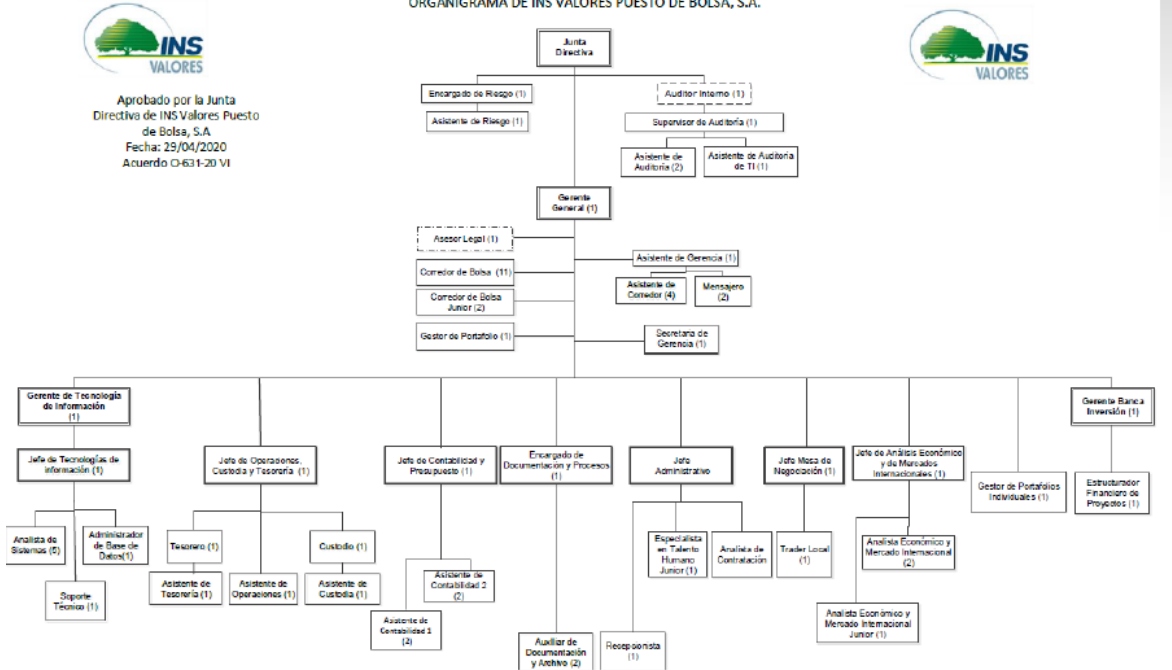 ORGANIGRAMA DE INS VALORES PUESTO DE BOLSA, S.A.
INS
VALORES
INS
VALORES
Aprobado por la Junta
Directiva de INS Valores Puesto
de Bolsa, S.A
Fecha: 29/04/2020
Acuerdo O-631-20 VI
Junta
Directiva
Encargado de Riesgo (1)
Asistente de Riesgo (1)
Auditor Interno (1)
Supervisor de Auditoría (1)
Asistente de
Auditoría (2)
Asistente de Auditoría
de TI (1)
Gerente
General (1)
Asesor Legal (1)
Asistente de Gerencia (1)
Corredor de Bolsa (11)
Asistente de
Corredor (4)
Mensajero
(2)
Corredor de Bolsa
Junior (2)
Gestor de Portafolio (1)
Secretaria de
Gerencia (1)
Gerente de Tecnología
de Información
(1)
Gerente Banca
Inversión (1)
Jefe de Tecnologías de
información (1)
Jefe de Operaciones,
Custodia y Tesorería (1)
Jefe de Contabilidad y
Presupuesto (1)
Encargado de
Documentación y Procesos
(1)
Jefe
Administrativo
Jefe Mesa de
Negociación (1)
Jefe de Análisis Económico
y de Mercados
Internacionales (1)
Gestor de Portafolios
Individuales (1)
Estructurador
Financiero de
Proyectos (1)
Analista de
Sistemas (5)
Administrador
de Base de
Datos(1)
Soporte
Técnico (1)
Tesorero (1)
Custodio (1)
Asistente de
Tesorería (1)
Asistente de
Operaciones (1)
Asistente de
Custodia (1)
Asistente de
Contabilidad 2
(2)
Asistente de
Contabilidad 1
(2)
Especialista
en Talento
Humano
Junior (1)
Analista de
Contratación
Trader Local
(1)
Analista Económico y
Mercado Internacional
(2)
Analista Económico y
Mercado Internacional
Junior (1)
Auxiliar de
Documentación
y Archivo (2)
Recepcionista
(1)